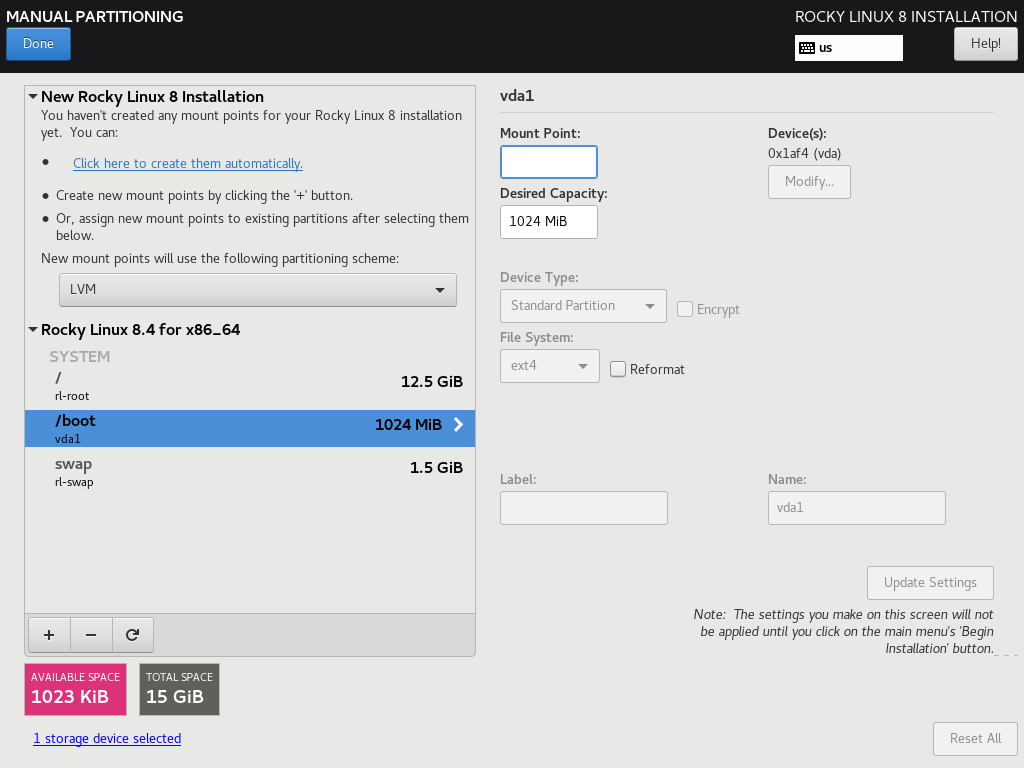 MANUAL PARTITIONING
ROCKY LINUX 8 INSTALLATION
Done
us
Help!
New Rocky Linux 8 Installation
You haven't created any mount points for your Rocky Linux 8 installation
yet.  You can:
• Click here to create them automatically.
• Create new mount points by clicking the '+' button.
• Or, assign new mount points to existing partitions after selecting them
below.
New mount points will use the following partitioning scheme:
LVM
Rocky Linux 8.4 for x86_64
SYSTEM
/
12.5 GiB
rl-root
/boot
1024 MiB
vda1
swap
1.5 GiB
rl-swap
+ −
AVAILABLE SPACE
1023 KiB
TOTAL SPACE
15 GiB
1 storage device selected
vda1
Mount Point:
Device(s):
0x1af4 (vda)
Modify...
Desired Capacity:
1024 MiB
Device Type:
Standard Partition
Encrypt
File System:
ext4
Reformat
Label:
Name:
vda1
Update Settings
Note:  The settings you make on this screen will not
be applied until you click on the main menu's 'Begin
Installation' button.
Reset All